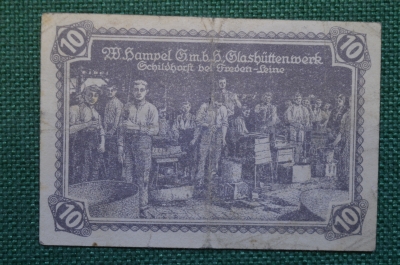 10 W. Hampel G.m.b.H. Glashüttenwerk 10
Schildhorst bei Freden-Leine
10 10